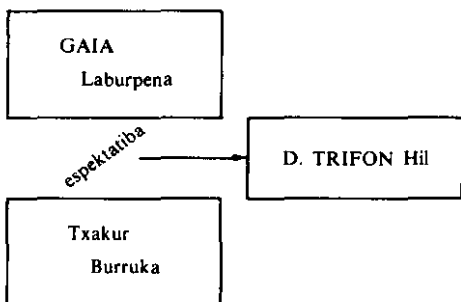 GAIA
Laburpena
espektatiba
D. TRIFON Hil
Txakur
Burruka